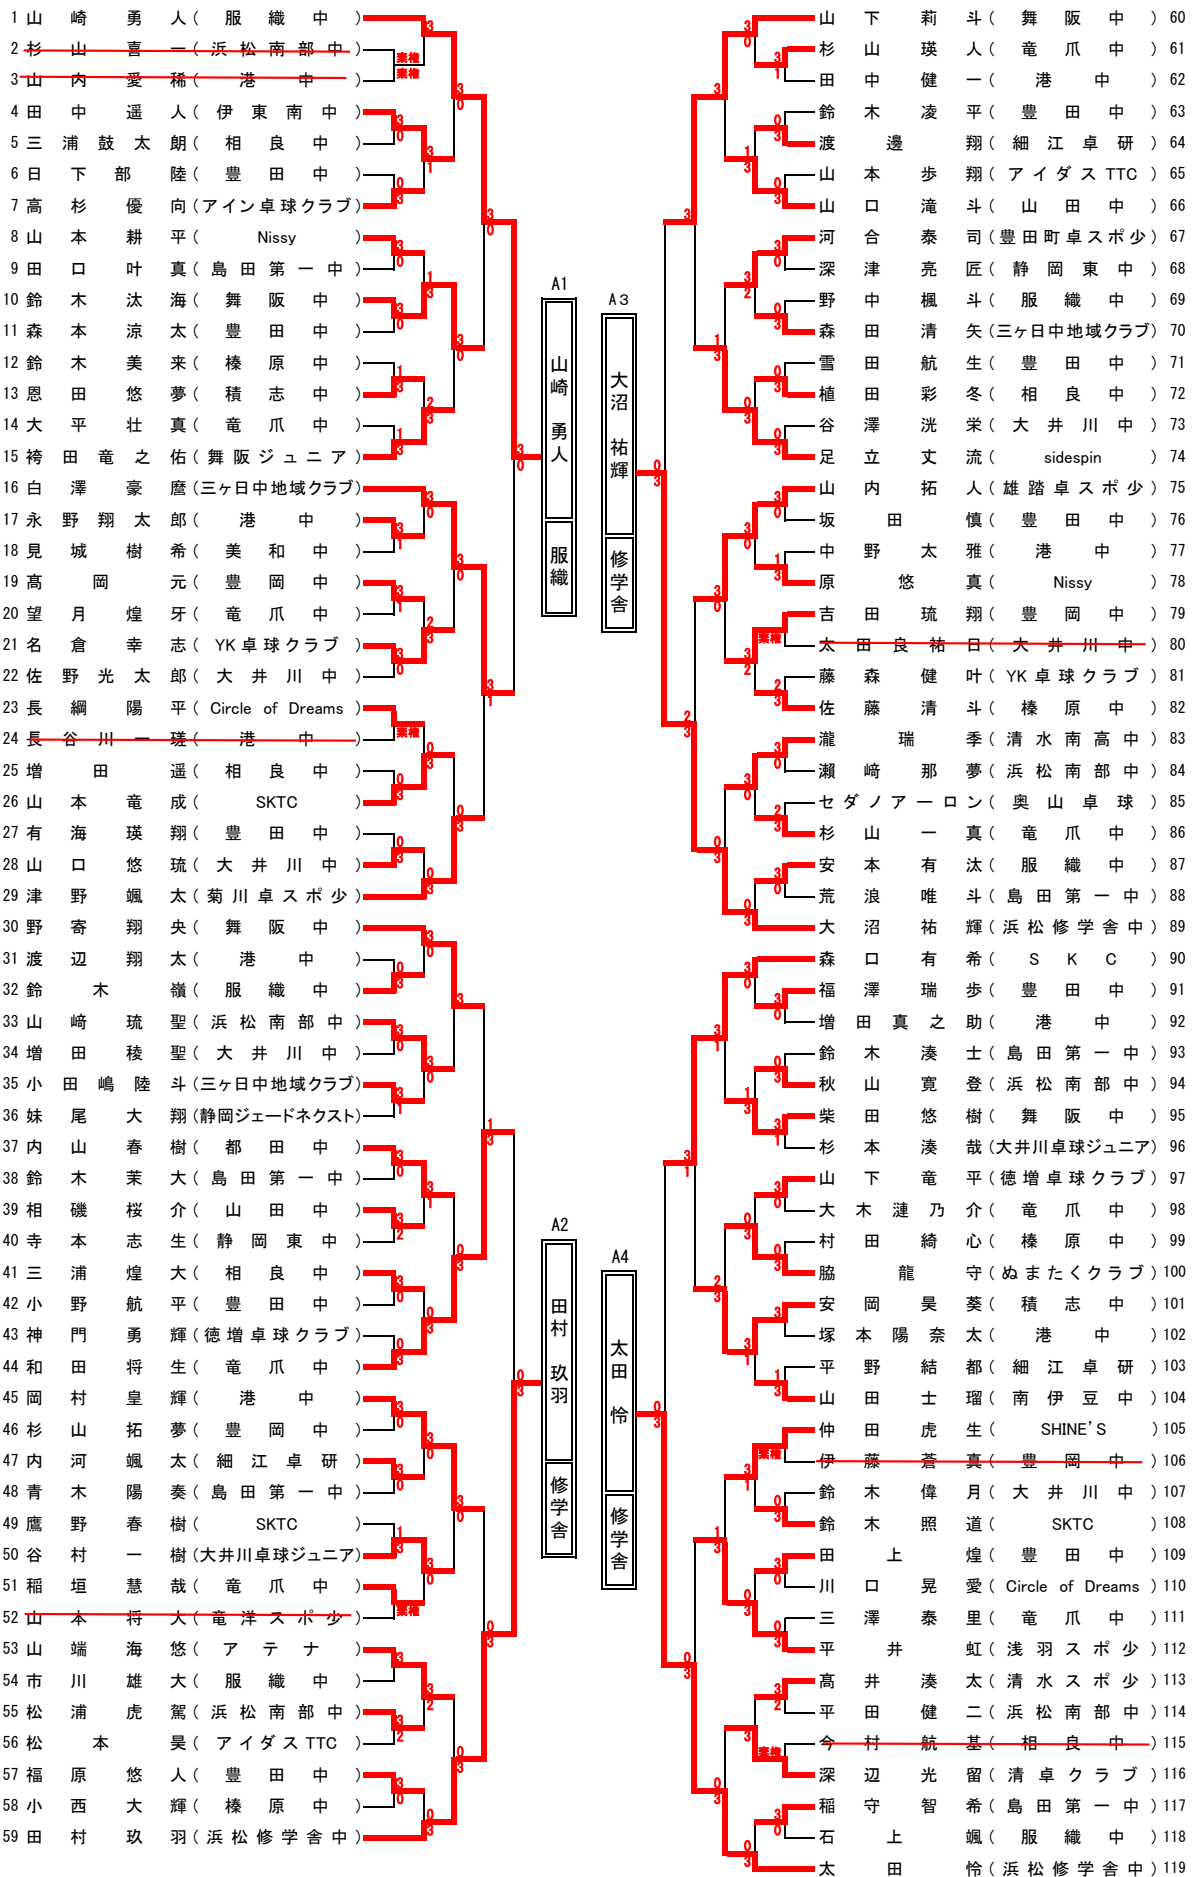 1 山崎勇人 ( 服織中 )
2 杉山喜一 ( 浜松南部中 )
3 山内愛稀 ( 港中 )
4 田中遥人 ( 伊東南中 )
5 三浦鼓太朗 ( 相良中 )
6 日下部陸 ( 豊田中 )
7 高杉優向 (アイン卓球クラブ)
8 山本耕平 ( Nissy )
9 田口叶真 ( 島田第一中 )
10 鈴木汰海 ( 舞阪中 )
11 森本涼太 ( 豊田中 )
12 鈴木美来 ( 榛原中 )
13 恩田悠夢 ( 積志中 )
14 大平壮真 ( 竜爪中 )
15 袴田竜之佑 ( 舞阪ジュニア )
16 白澤豪麿 (三ヶ日中地域クラブ)
17 永野翔太郎 ( 港中 )
18 見城樹希 ( 美和中 )
19 髙岡元 ( 豊岡中 )
20 望月煌牙 ( 竜爪中 )
21 名倉幸志 ( YK卓球クラブ )
22 佐野光太郎 ( 大井川中 )
23 長綱陽平 ( Circle of Dreams )
24 長谷川一瑳 ( 港中 )
25 増田遥 ( 相良中 )
26 山本竜成 ( SKTC )
27 有海瑛翔 ( 豊田中 )
28 山口悠琉 ( 大井川中 )
29 津野颯太 ( 菊川卓スポ少 )
30 野寄翔央 ( 舞阪中 )
31 渡辺翔太 ( 港中 )
32 鈴木嶺 ( 服織中 )
33 山﨑琉聖 ( 浜松南部中 )
34 増田稜聖 ( 大井川中 )
35 小田嶋陸斗 (三ヶ日中地域クラブ)
36 妹尾大翔 (静岡ジェードネクスト)
37 内山春樹 ( 都田中 )
38 鈴木茉大 ( 島田第一中 )
39 相磯桜介 ( 山田中 )
40 寺本志生 ( 静岡東中 )
41 三浦煌大 ( 相良中 )
42 小野航平 ( 豊田中 )
43 神門勇輝 (徳増卓球クラブ)
44 和田将生 ( 竜爪中 )
45 岡村皇輝 ( 港中 )
46 杉山拓夢 ( 豊岡中 )
47 内河颯太 ( 細江卓研 )
48 青木陽奏 ( 島田第一中 )
49 鷹野春樹 ( SKTC )
50 谷村一樹 (大井川卓球ジュニア)
51 稲垣慧哉 ( 竜爪中 )
52 山本将大 ( 竜洋スポ少 )
53 山端海悠 ( アテナ )
54 市川雄大 ( 服織中 )
55 松浦虎駕 ( 浜松南部中 )
56 松本昊 ( アイダスTTC )
57 福原悠人 ( 豊田中 )
58 小西大輝 ( 榛原中 )
59 田村玖羽 ( 浜松修学舎中 )
A1
山崎 勇人
服織
A2
田村 玖羽
修学舎
A3
大沼 祐輝
修学舎
A4
太田 怜
修学舎
山下莉斗 ( 舞阪中 ) 60
杉山瑛人 ( 竜爪中 ) 61
田中健一 ( 港中 ) 62
鈴木凌平 ( 豊田中 ) 63
渡邊翔 ( 細江卓研 ) 64
山本歩翔 ( アイダスTTC ) 65
山口滝斗 ( 山田中 ) 66
河合泰司 ( 豊田町卓スポ少 ) 67
深津亮匠 ( 静岡東中 ) 68
野中楓斗 ( 服織中 ) 69
森田清矢 (三ヶ日中地域クラブ) 70
雪田航生 ( 豊田中 ) 71
植田彩冬 ( 相良中 ) 72
谷澤洸栄 ( 大井川中 ) 73
足立丈流 ( sidespin ) 74
山内拓人 ( 雄踏卓スポ少 ) 75
坂田慎 ( 豊田中 ) 76
中野太雅 ( 港中 ) 77
原悠真 ( Nissy ) 78
吉田琉翔 ( 豊岡中 ) 79
太田良祐日 ( 大井川中 ) 80
藤森健叶 ( YK卓球クラブ ) 81
佐藤清斗 ( 榛原中 ) 82
瀧瑞季 ( 清水南高中 ) 83
瀬﨑那夢 ( 浜松南部中 ) 84
セダノアーロン ( 奥山卓球 ) 85
杉山一真 ( 竜爪中 ) 86
安本有汰 ( 服織中 ) 87
荒浪唯斗 ( 島田第一中 ) 88
大沼祐輝 ( 浜松修学舎中 ) 89
森口有希 ( SKC ) 90
福澤瑞歩 ( 豊田中 ) 91
増田真之助 ( 港中 ) 92
鈴木湊士 ( 島田第一中 ) 93
秋山寛登 ( 浜松南部中 ) 94
柴田悠樹 ( 舞阪中 ) 95
杉本湊哉 (大井川卓球ジュニア) 96
山下竜平 ( 徳増卓球クラブ ) 97
大木漣乃介 ( 竜爪中 ) 98
村田綺心 ( 榛原中 ) 99
脇龍守 ( ぬまたくクラブ ) 100
安岡昊葵 ( 積志中 ) 101
塚本陽奈太 ( 港中 ) 102
平野結都 ( 細江卓研 ) 103
山田士瑠 ( 南伊豆中 ) 104
仲田虎生 ( SHINE'S ) 105
伊藤蒼真 ( 豊岡中 ) 106
鈴木偉月 ( 大井川中 ) 107
鈴木照道 ( SKTC ) 108
田上煌 ( 豊田中 ) 109
川口晃愛 ( Circle of Dreams ) 110
三澤泰里 ( 竜爪中 ) 111
平井虹 ( 浅羽スポ少 ) 112
髙井湊太 ( 清水スポ少 ) 113
平田健二 ( 浜松南部中 ) 114
今村航基 ( 相良中 ) 115
深辺光留 ( 清卓クラブ ) 116
稲守智希 ( 島田第一中 ) 117
石上颯 ( 服織中 ) 118
太田怜 ( 浜松修学舎中 ) 119